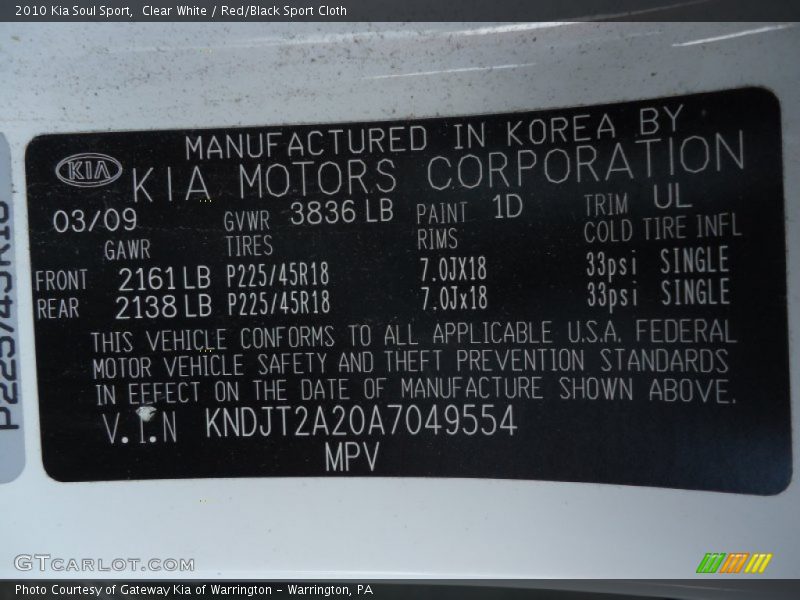 2010 Kia Soul Sport,  Clear White / Red/Black Sport Cloth
MANUFACTURED IN KOREA BY
KIA KIA MOTORS CORPORATION
03/09 GVWR 3836 LB PAINT 1D TRIM UL
GAWR TIRES RIMS COLD TIRE INFL
FRONT 2161 LB P225/45R18 7.0JX18 33psi SINGLE
REAR 2138 LB P225/45R18 7.0Jx18 33psi SINGLE
THIS VEHICLE CONFORMS TO ALL APPLICABLE U.S.A. FEDERAL
MOTOR VEHICLE SAFETY AND THEFT PREVENTION STANDARDS
IN EFFECT ON THE DATE OF MANUFACTURE SHOWN ABOVE.
V.I.N KNDJT2A20A7049554
MPV
P225/45R18
GTCARLOT.COM
Photo Courtesy of Gateway Kia of Warrington - Warrington, PA